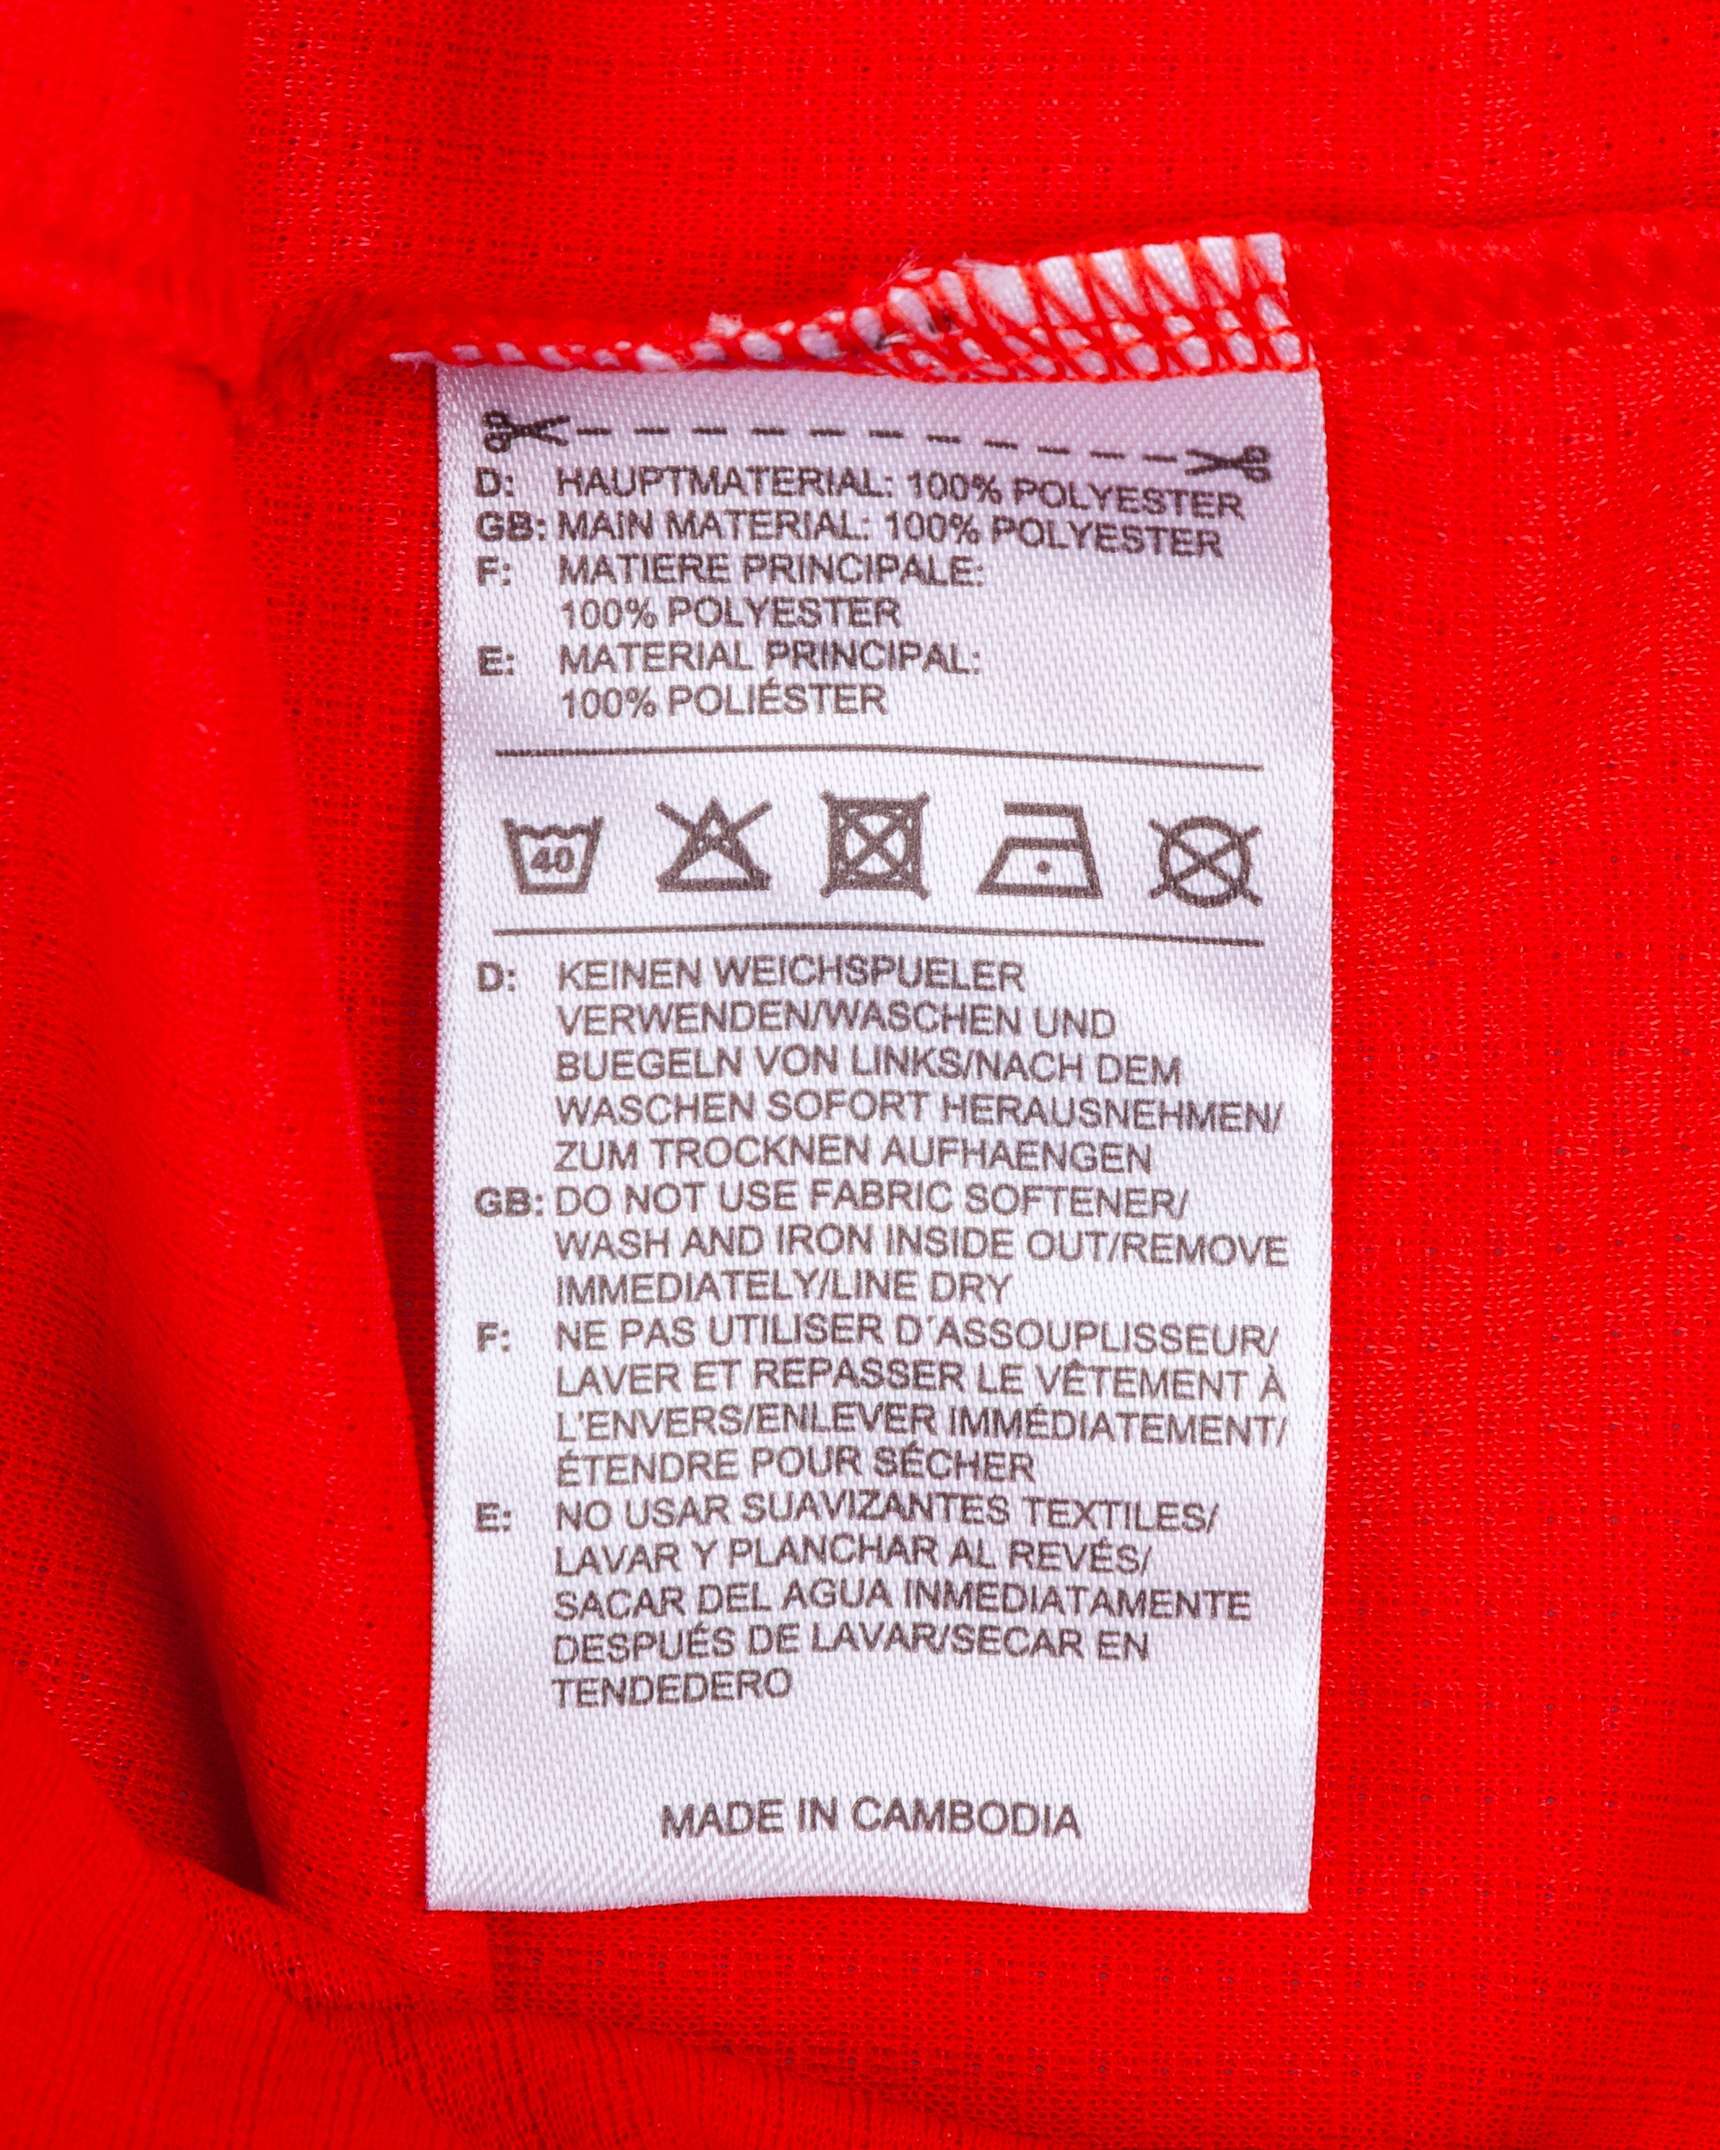 D: HAUPTMATERIAL: 100% POLYESTER
GB: MAIN MATERIAL: 100% POLYESTER
F: MATIERE PRINCIPALE:
100% POLYESTER
E: MATERIAL PRINCIPAL:
100% POLIÉSTER
40
D: KEINEN WEICHSPUELER
VERWENDEN/WASCHEN UND
BUEGELN VON LINKS/NACH DEM
WASCHEN SOFORT HERAUSNEHMEN/
ZUM TROCKNEN AUFHAENGEN
GB: DO NOT USE FABRIC SOFTENER/
WASH AND IRON INSIDE OUT/REMOVE
IMMEDIATELY/LINE DRY
F: NE PAS UTILISER D´ASSOUPLISSEUR/
LAVER ET REPASSER LE VÊTEMENT À
L'ENVERS/ENLEVER IMMÉDIATEMENT/
ÉTENDRE POUR SÉCHER
E: NO USAR SUAVIZANTES TEXTILES/
LAVAR Y PLANCHAR AL REVÉS/
SACAR DEL AGUA INMEDIATAMENTE
DESPUÉS DE LAVAR/SECAR EN
TENDEDERO
MADE IN CAMBODIA